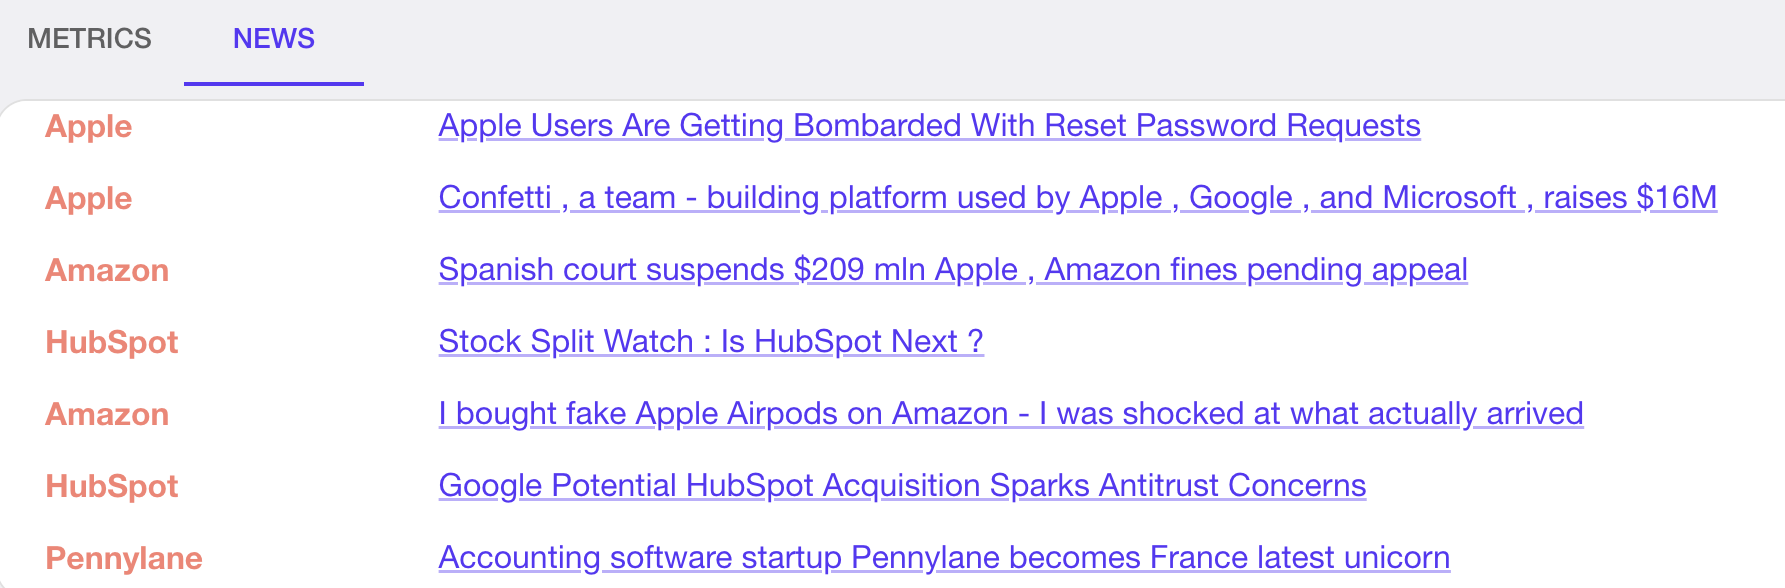 METRICS NEWS
Apple Apple Users Are Getting Bombarded With Reset Password Requests
Apple Confetti , a team - building platform used by Apple , Google , and Microsoft , raises $16M
Amazon Spanish court suspends $209 mln Apple , Amazon fines pending appeal
HubSpot Stock Split Watch : Is HubSpot Next ?
Amazon I bought fake Apple Airpods on Amazon - I was shocked at what actually arrived
HubSpot Google Potential HubSpot Acquisition Sparks Antitrust Concerns
Pennylane Accounting software startup Pennylane becomes France latest unicorn